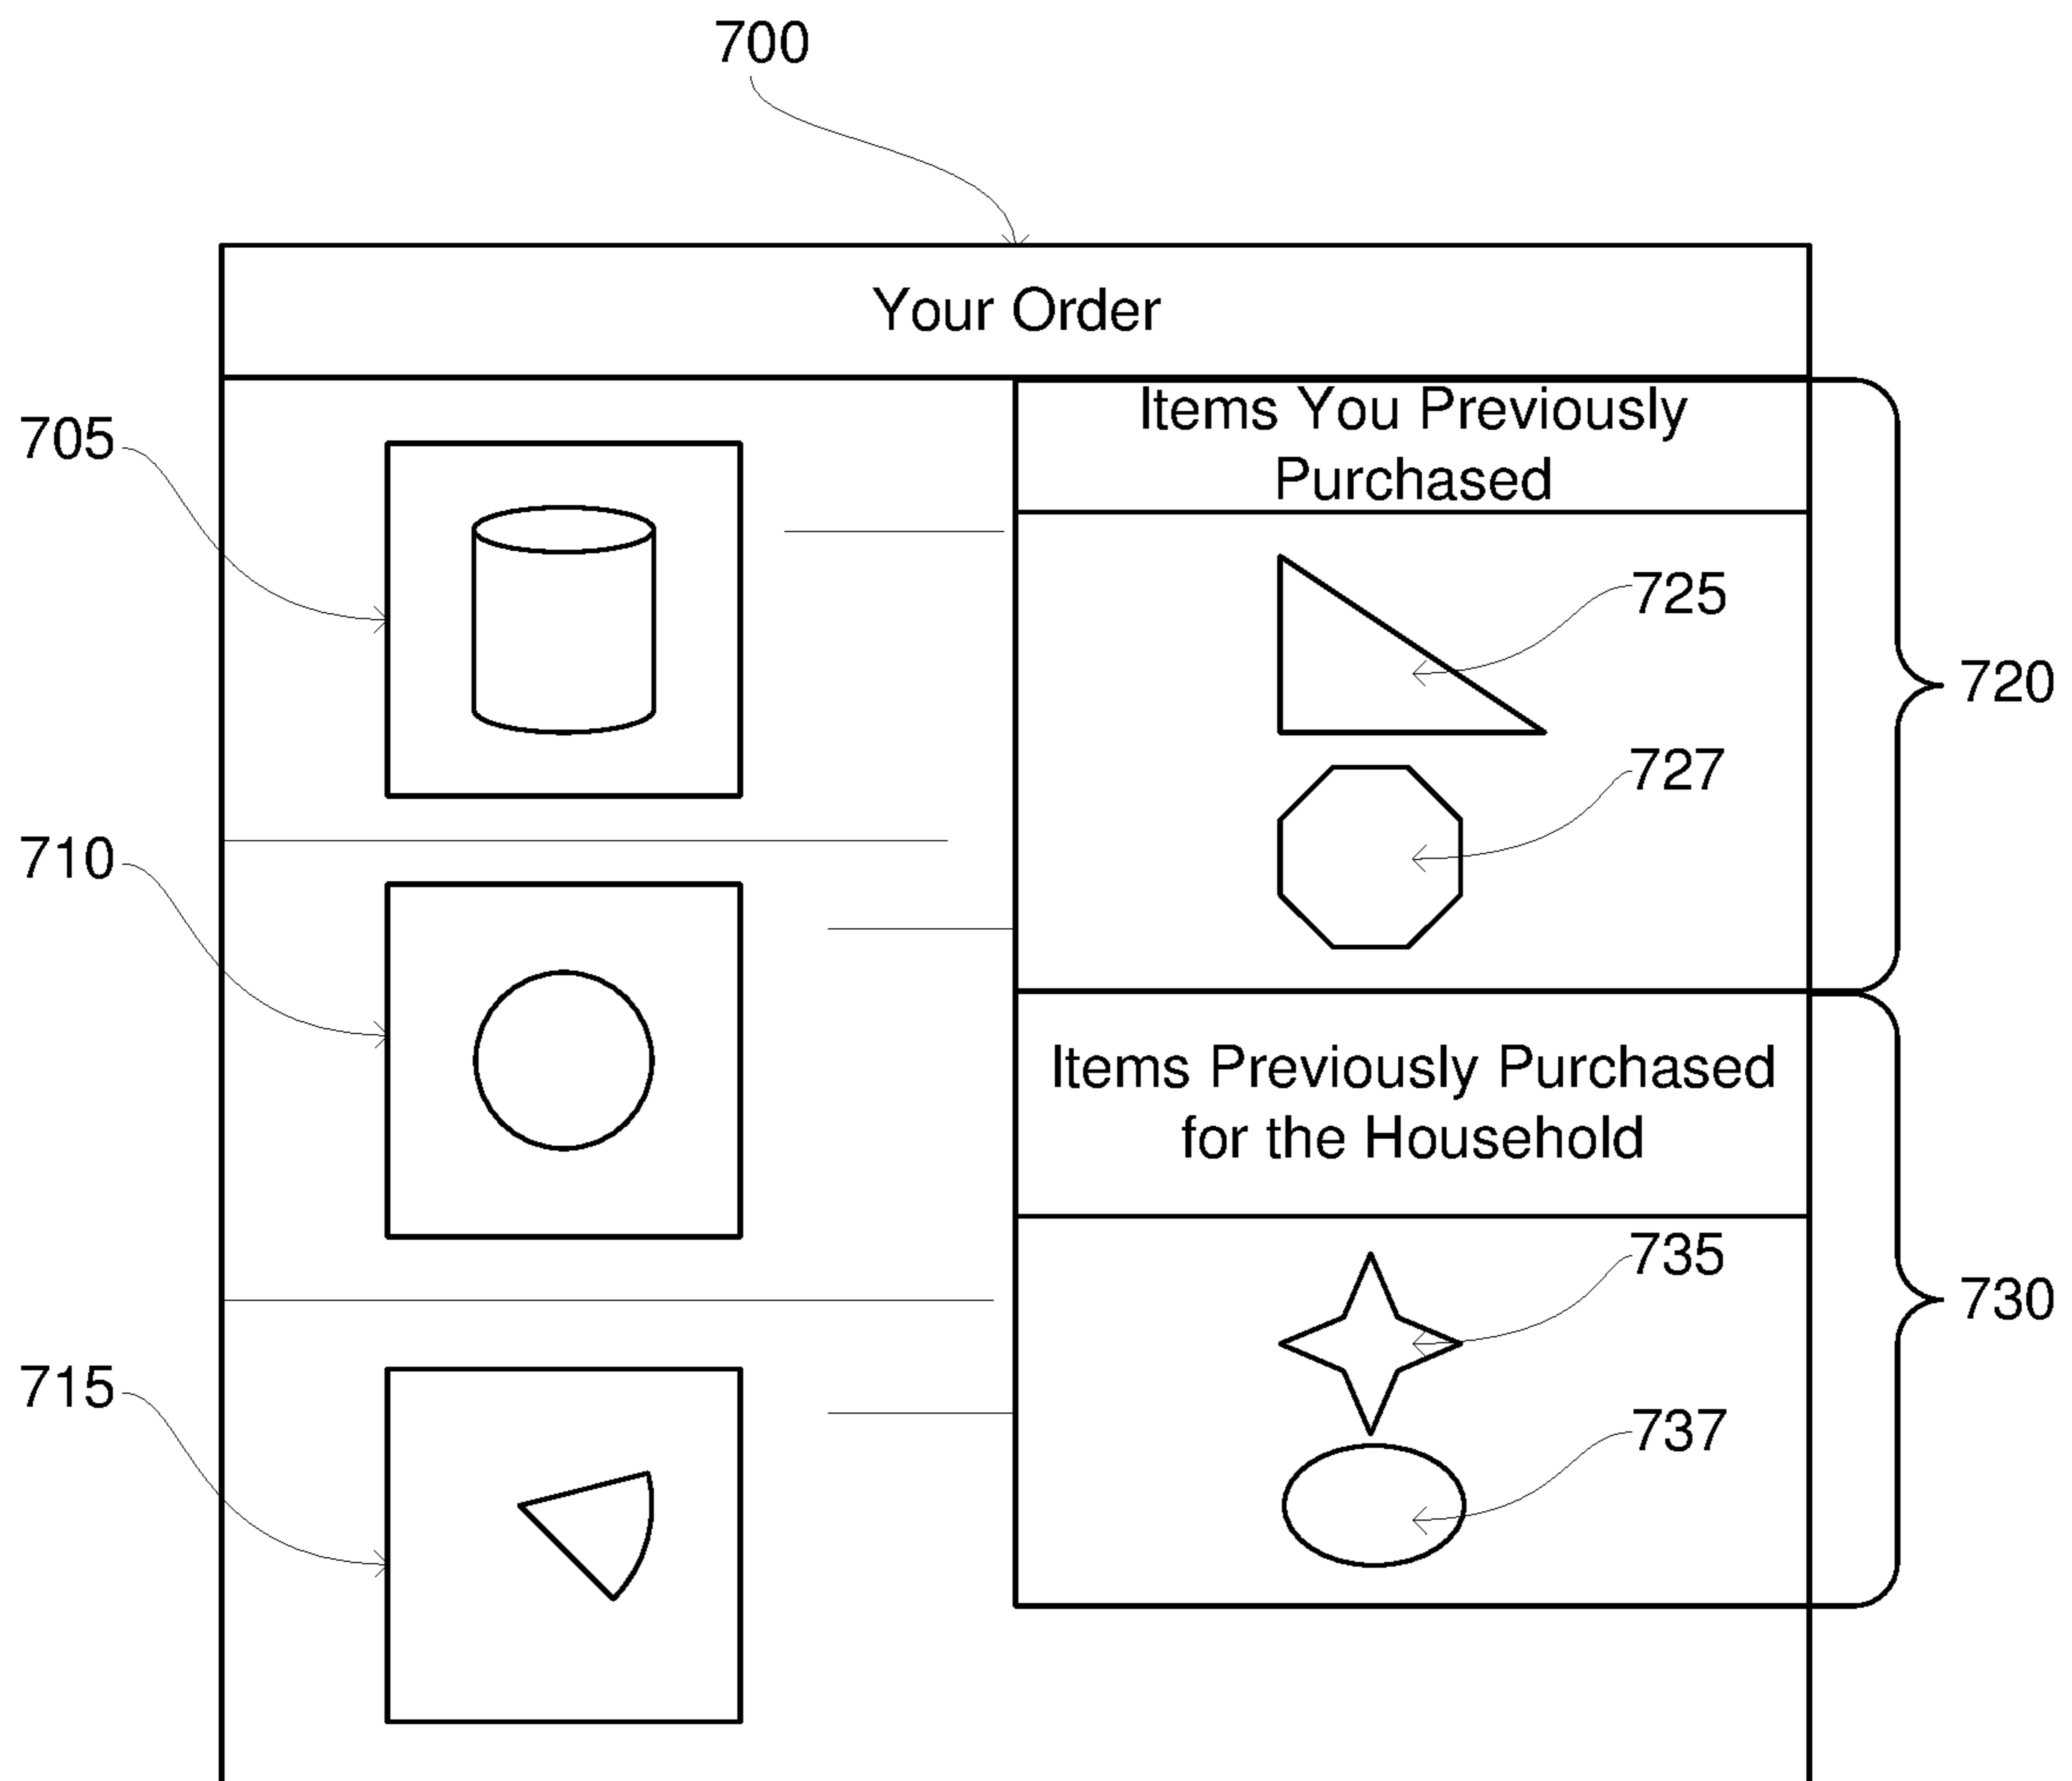 700
Your Order
Items You Previously
Purchased
705
725
720
727
710
Items Previously Purchased
for the Household
735
730
715
737